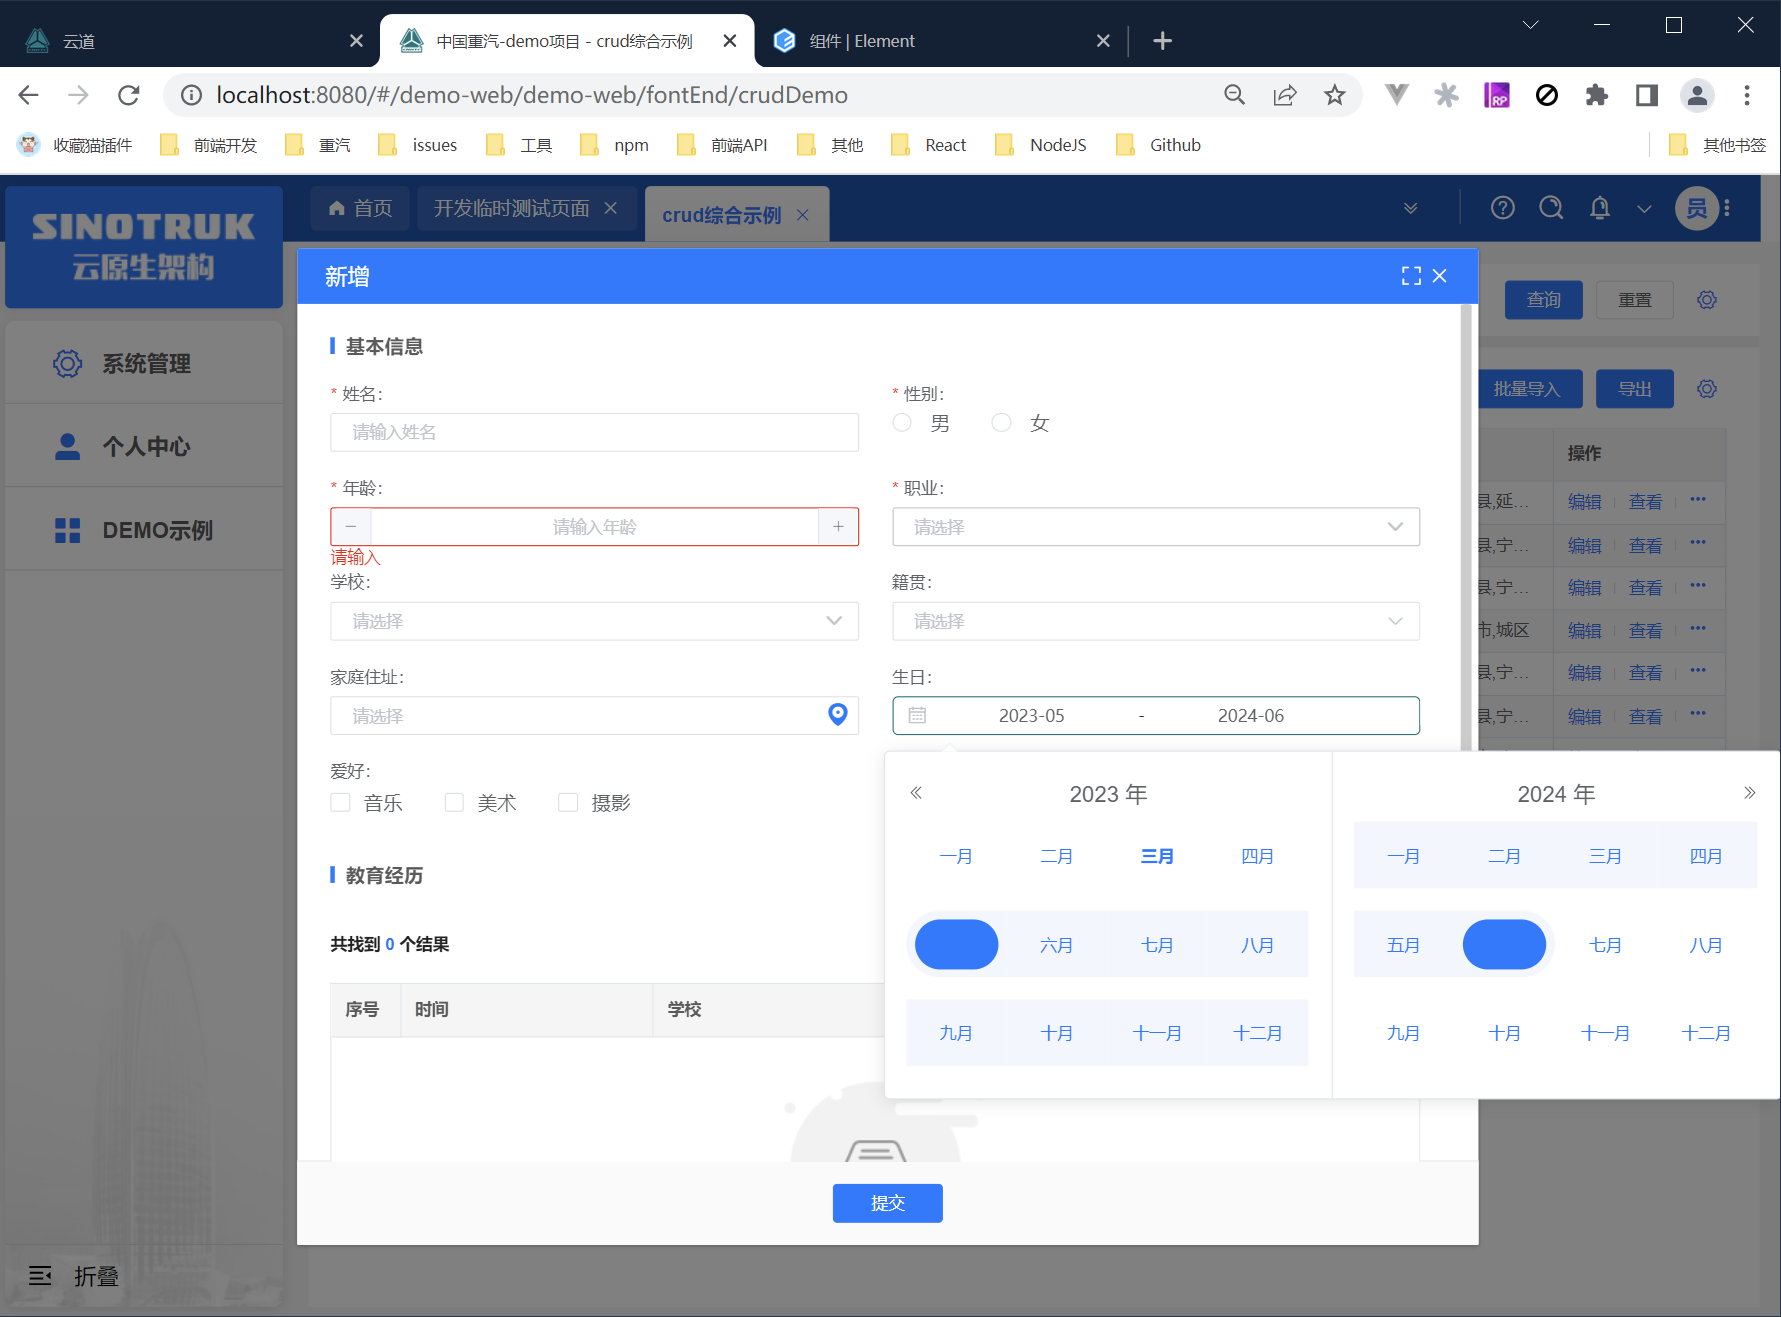 云道
中国重汽-demo项目 - crud综合示例
组件 | Element
localhost:8080/#/demo-web/demo-web/fontEnd/crudDemo
收藏猫插件 前端开发 重汽 issues 工具 npm 前端API 其他 React NodeJS Github 其他书签
SINOTRUK
云原生架构
首页 开发临时测试页面 crud综合示例
员
系统管理
个人中心
DEMO示例
折叠
查询 重置
批量导入 导出
操作
县,延... 编辑 查看
县,宁... 编辑 查看
县,宁... 编辑 查看
市,城区 编辑 查看
县,宁... 编辑 查看
县,宁... 编辑 查看
新增
基本信息
* 姓名:
请输入姓名
* 性别:
男 女
* 年龄:
− 请输入年龄 +
请输入
* 职业:
请选择
学校:
请选择
籍贯:
请选择
家庭住址:
请选择
生日:
2023-05 - 2024-06
爱好:
音乐 美术 摄影
教育经历
共找到 0 个结果
序号 时间 学校
2023 年
一月 二月 三月 四月
六月 七月 八月
九月 十月 十一月 十二月
2024 年
一月 二月 三月 四月
五月 七月 八月
九月 十月 十一月 十二月
提交